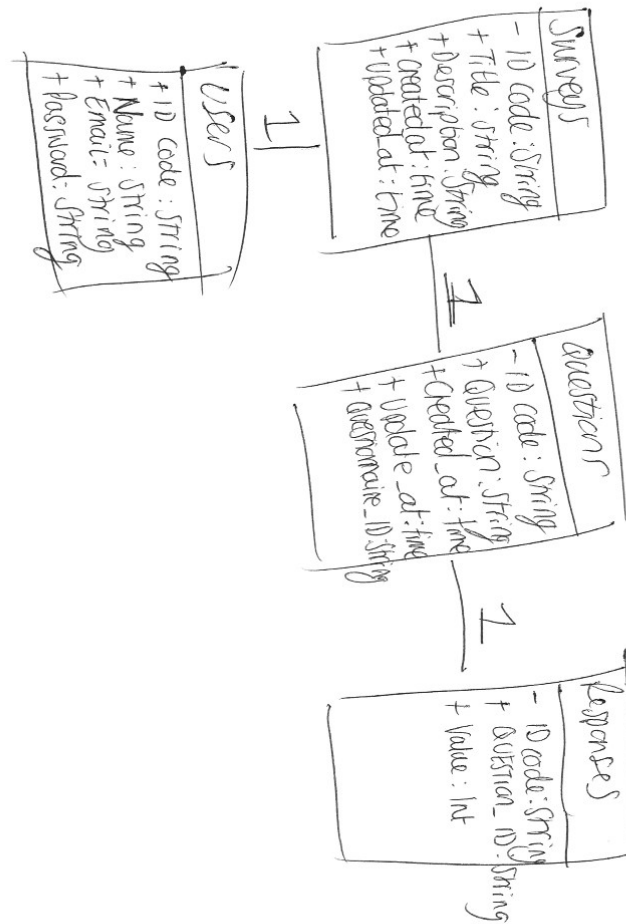 Surveys
- ID code : String
+ Title : string
+ Description : String
+ created at : time
+ updated_at : time
1
Questions
- ID code : String
+ Question : String
+ Created_at : time
+ update_at : time
+ questionnaire_ID : String
1
Responses
- ID code : String
+ QUESTION_ID : String
+ Value : Int
1
Users
+ ID code : String
+ Name : String
+ Email = String
+ Password : String